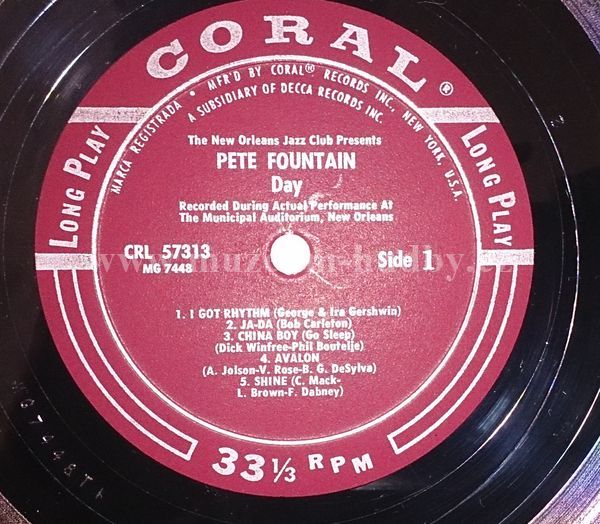 CORAL®
MARCA REGISTRADA • MFR'D BY CORAL® RECORDS INC., NEW YORK, U.S.A.
A SUBSIDIARY OF DECCA RECORDS INC.
LONG PLAY
LONG PLAY
The New Orleans Jazz Club Presents
PETE FOUNTAIN
Day
Recorded During Actual Performance At
The Municipal Auditorium, New Orleans
CRL 57313
MG 7448
Side 1
1. I GOT RHYTHM (George & Ira Gershwin)
2. JA-DA (Bob Carleton)
3. CHINA BOY (Go Sleep)
(Dick Winfree-Phil Boutelje)
4. AVALON
(A. Jolson-V. Rose-B. G. DeSylva)
5. SHINE (C. Mack-
L. Brown-F. Dabney)
33 1/3 RPM